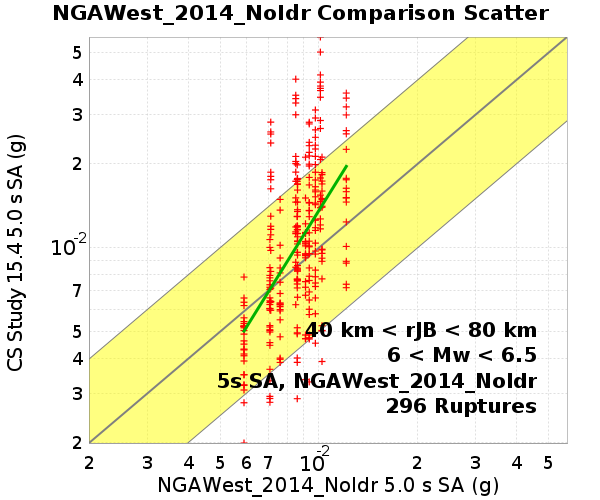 NGAWest_2014_NoIdr Comparison Scatter
CS Study 15.4 5.0 s SA (g)
5
4
3
2
10-2
7
5
4
3
2
40 km < rJB < 80 km
6 < Mw < 6.5
5s SA, NGAWest_2014_NoIdr
296 Ruptures
2 3 4 5 6 7 10-2 2 3 4 5
NGAWest_2014_NoIdr 5.0 s SA (g)